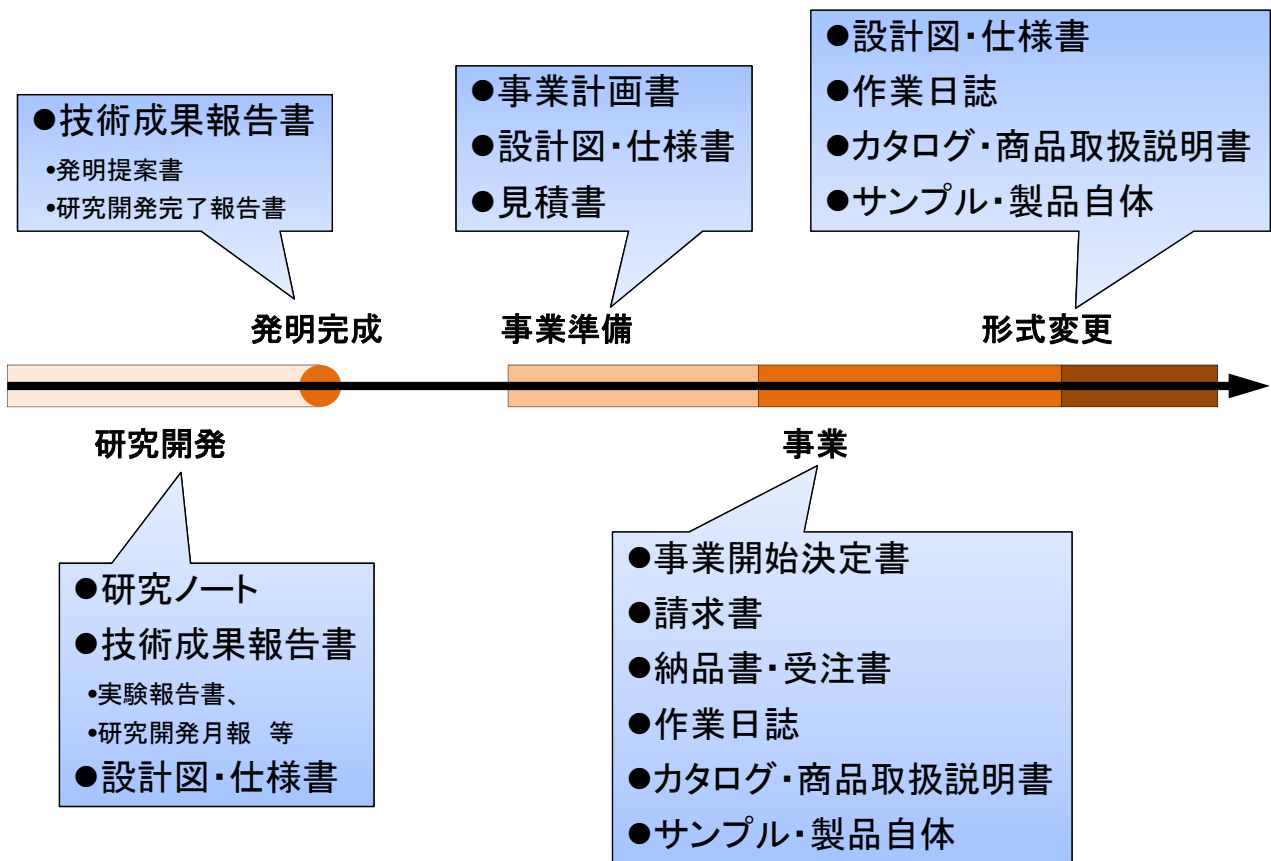 ●技術成果報告書
•発明提案書
•研究開発完了報告書
●事業計画書
●設計図・仕様書
●見積書
●設計図・仕様書
●作業日誌
●カタログ・商品取扱説明書
●サンプル・製品自体
発明完成
事業準備
形式変更
研究開発
事業
●研究ノート
●技術成果報告書
•実験報告書、
•研究開発月報 等
●設計図・仕様書
●事業開始決定書
●請求書
●納品書・受注書
●作業日誌
●カタログ・商品取扱説明書
●サンプル・製品自体